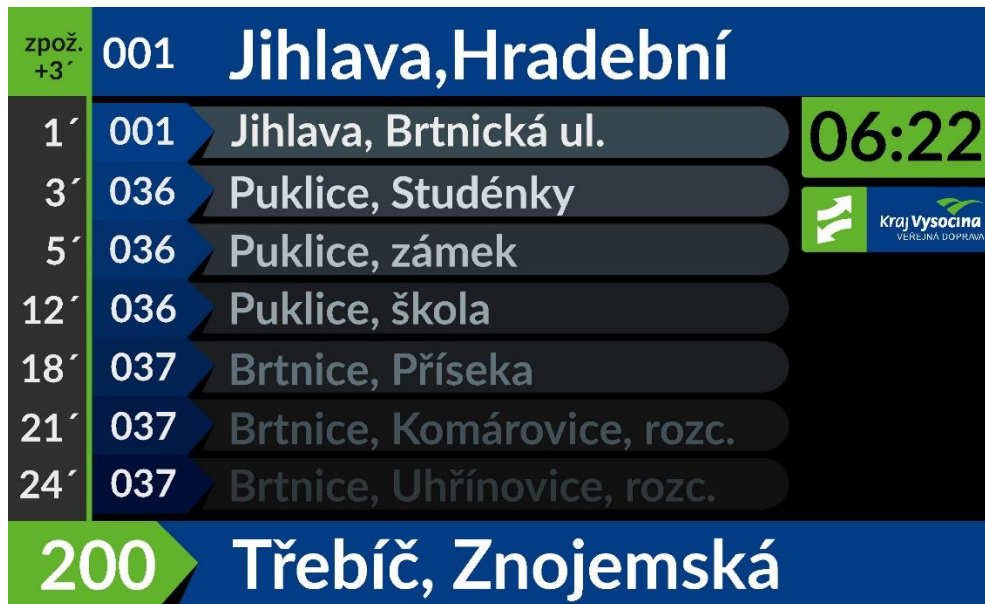 zpož.
+3´ 001 Jihlava,Hradební
1´ 001 Jihlava, Brtnická ul.
06:22
3´ 036 Puklice, Studénky
Kraj Vysočina
VEŘEJNÁ DOPRAVA
5´ 036 Puklice, zámek
12´ 036 Puklice, škola
18´ 037 Brtnice, Příseka
21´ 037 Brtnice, Komárovice, rozc.
24´ 037 Brtnice, Uhřínovice, rozc.
200 Třebíč, Znojemská